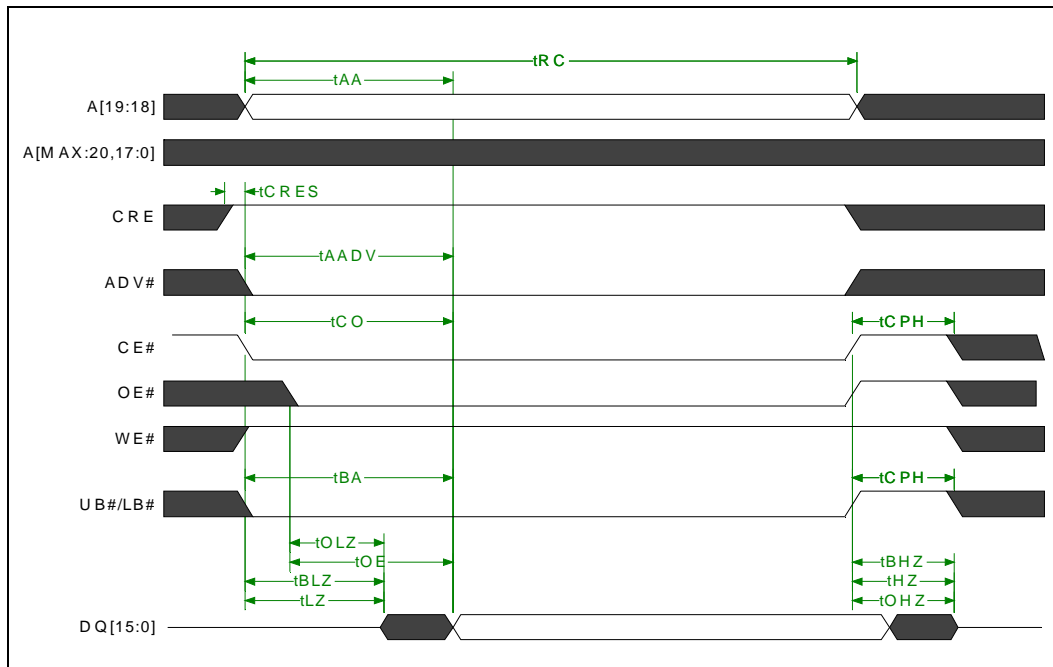 tRC
tAA
A[19:18]
A[MAX:20,17:0]
tCRES
CRE
tAADV
ADV#
tCO
tCPH
CE#
OE#
WE#
tBA
tCPH
UB#/LB#
tOLZ
tOE
tBHZ
tBLZ
tHZ
tLZ
tOHZ
DQ[15:0]